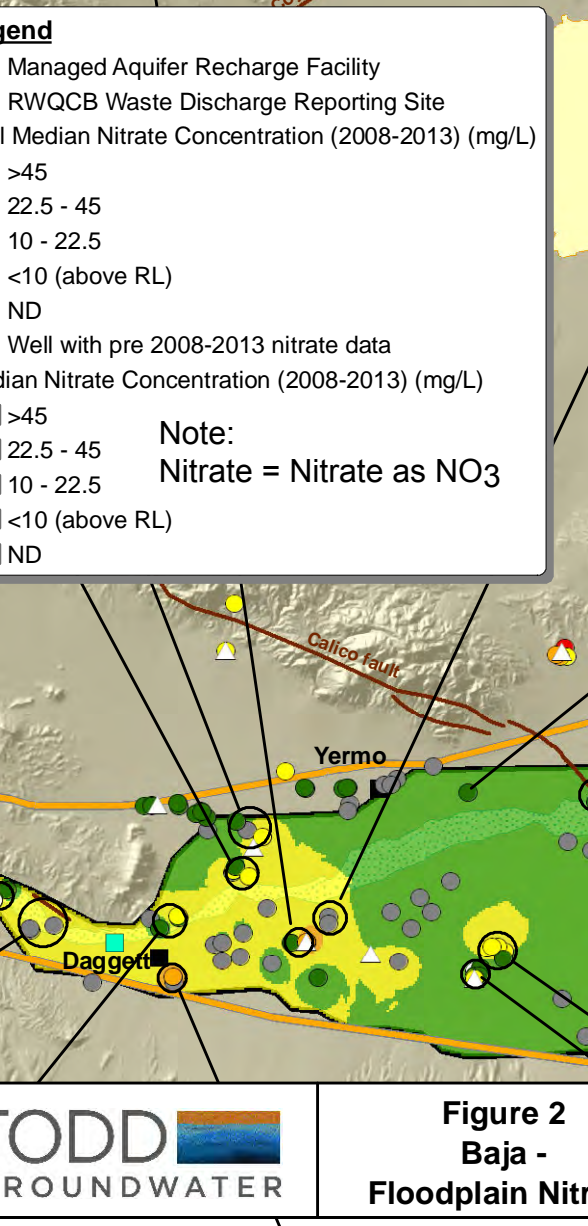 gend
Managed Aquifer Recharge Facility
RWQCB Waste Discharge Reporting Site
l Median Nitrate Concentration (2008-2013) (mg/L)
>45
22.5 - 45
10 - 22.5
<10 (above RL)
ND
Well with pre 2008-2013 nitrate data
dian Nitrate Concentration (2008-2013) (mg/L)
>45
22.5 - 45
10 - 22.5
<10 (above RL)
ND
Note:
Nitrate = Nitrate as NO3
Calico fault
Yermo
Daggett
TODD
ROUNDWATER
Figure 2
Baja -
Floodplain Nitr